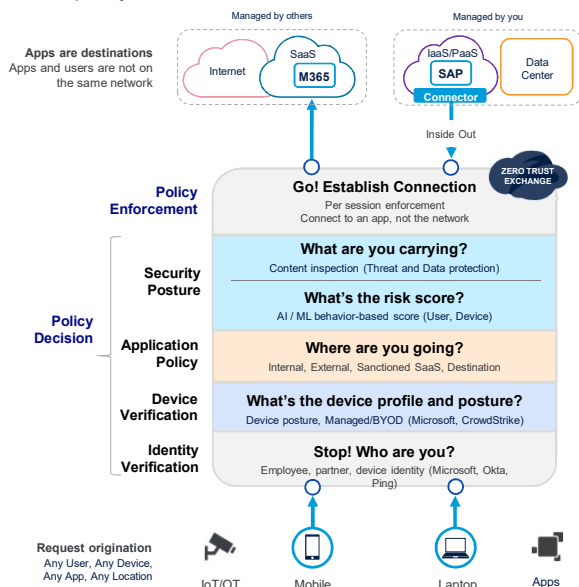 Managed by others
Managed by you
Apps are destinations
Apps and users are not on
the same network
Internet
SaaS
M365
IaaS/PaaS
SAP
Connector
Data
Center
Inside Out
ZERO TRUST
EXCHANGE
Policy
Enforcement
Go! Establish Connection
Per session enforcement
Connect to an app, not the network
Policy
Decision
Security
Posture
What are you carrying?
Content inspection (Threat and Data protection)
What's the risk score?
AI / ML behavior-based score (User, Device)
Application
Policy
Where are you going?
Internal, External, Sanctioned SaaS, Destination
Device
Verification
What's the device profile and posture?
Device posture, Managed/BYOD (Microsoft, CrowdStrike)
Identity
Verification
Stop! Who are you?
Employee, partner, device identity (Microsoft, Okta,
Ping)
Request origination
Any User, Any Device,
Any App, Any Location
IoT/OT
Mobile
Laptop
Apps